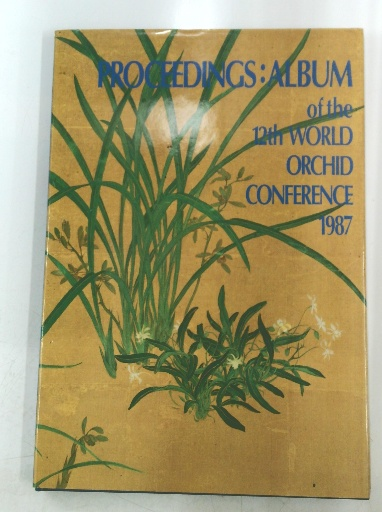 PROCEEDINGS:ALBUM
of the
12th WORLD
ORCHID
CONFERENCE
1987